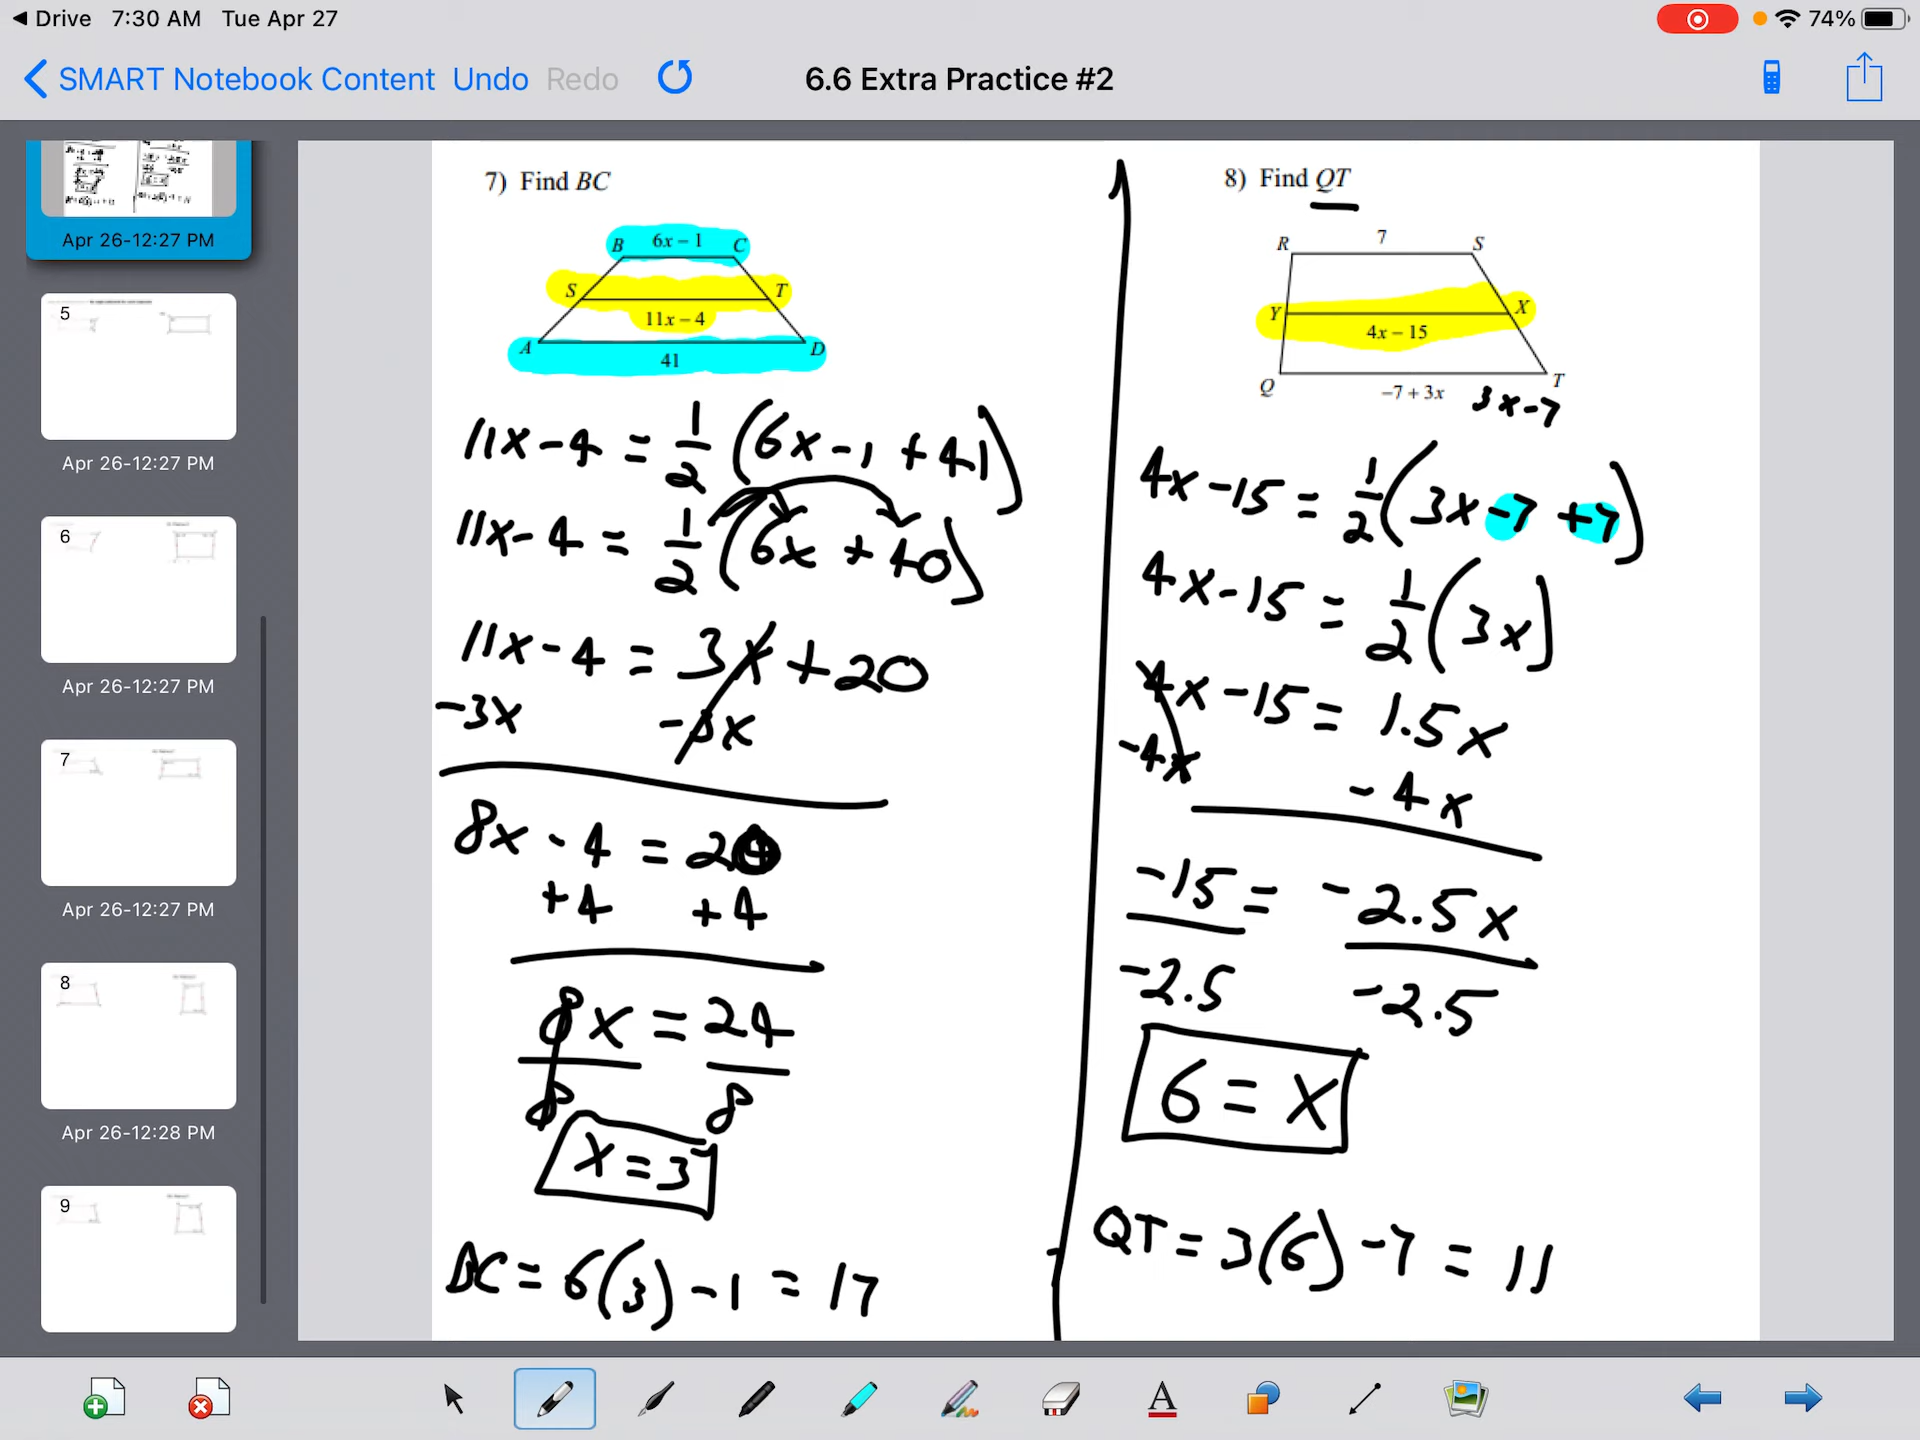 Drive 7:30 AM Tue Apr 27 74%
SMART Notebook Content Undo Redo 6.6 Extra Practice #2
Apr 26-12:27 PM
5
Apr 26-12:27 PM
6
Apr 26-12:27 PM
7
Apr 26-12:27 PM
8
Apr 26-12:28 PM
9
7) Find BC
B 6x – 1 C
S T
11x – 4
A D
41
11x - 4 = 1/2 (6x - 1 + 41)
11x - 4 = 1/2 (6x + 40)
11x - 4 = 3x + 20
-3x -3x
8x - 4 = 20
+4 +4
8x = 24
8 8
x = 3
BC = 6(3) - 1 = 17
8) Find QT
R 7 S
Y X
4x – 15
Q T
–7 + 3x 3x - 7
4x - 15 = 1/2 (3x - 7 + 7)
4x - 15 = 1/2 (3x)
4x - 15 = 1.5x
-4x - 4x
-15 = -2.5x
-2.5 -2.5
6 = x
QT = 3(6) - 7 = 11
A